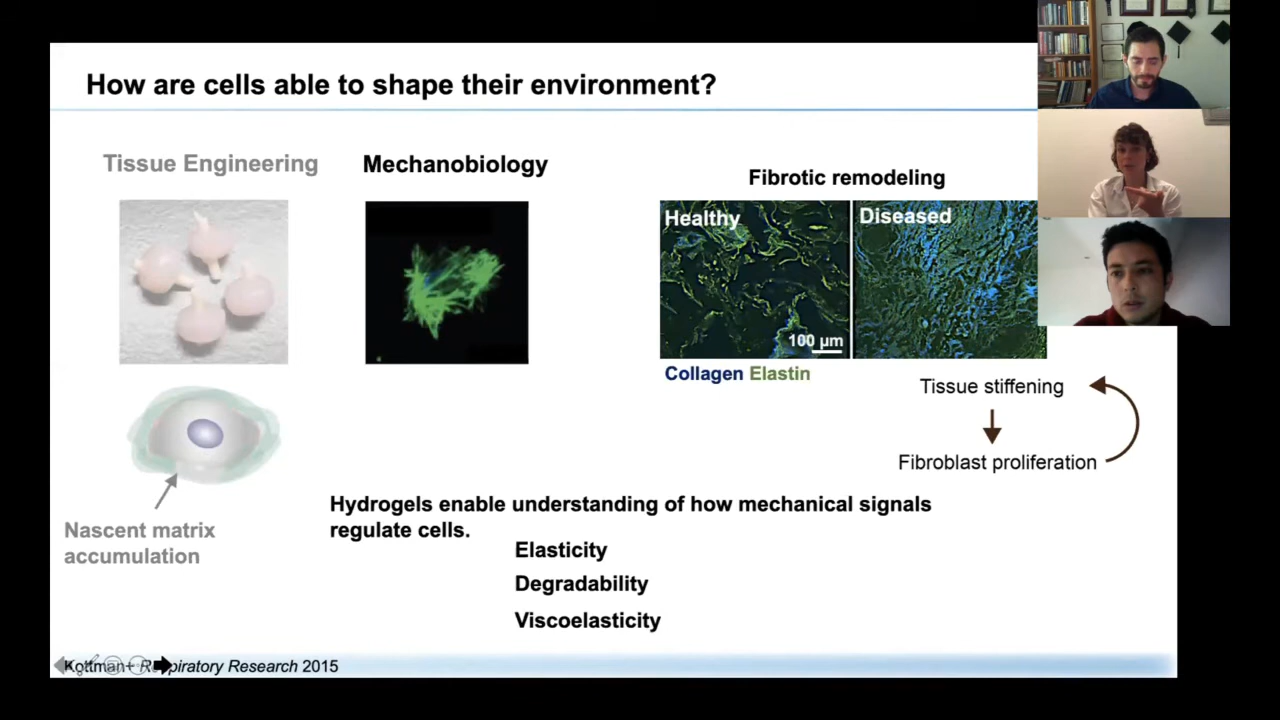 How are cells able to shape their environment?
Tissue Engineering
Mechanobiology
Fibrotic remodeling
Healthy
Diseased
100 µm
Collagen Elastin
Tissue stiffening
Fibroblast proliferation
Nascent matrix
accumulation
Hydrogels enable understanding of how mechanical signals
regulate cells.
Elasticity
Degradability
Viscoelasticity
Kottman+ Respiratory Research 2015